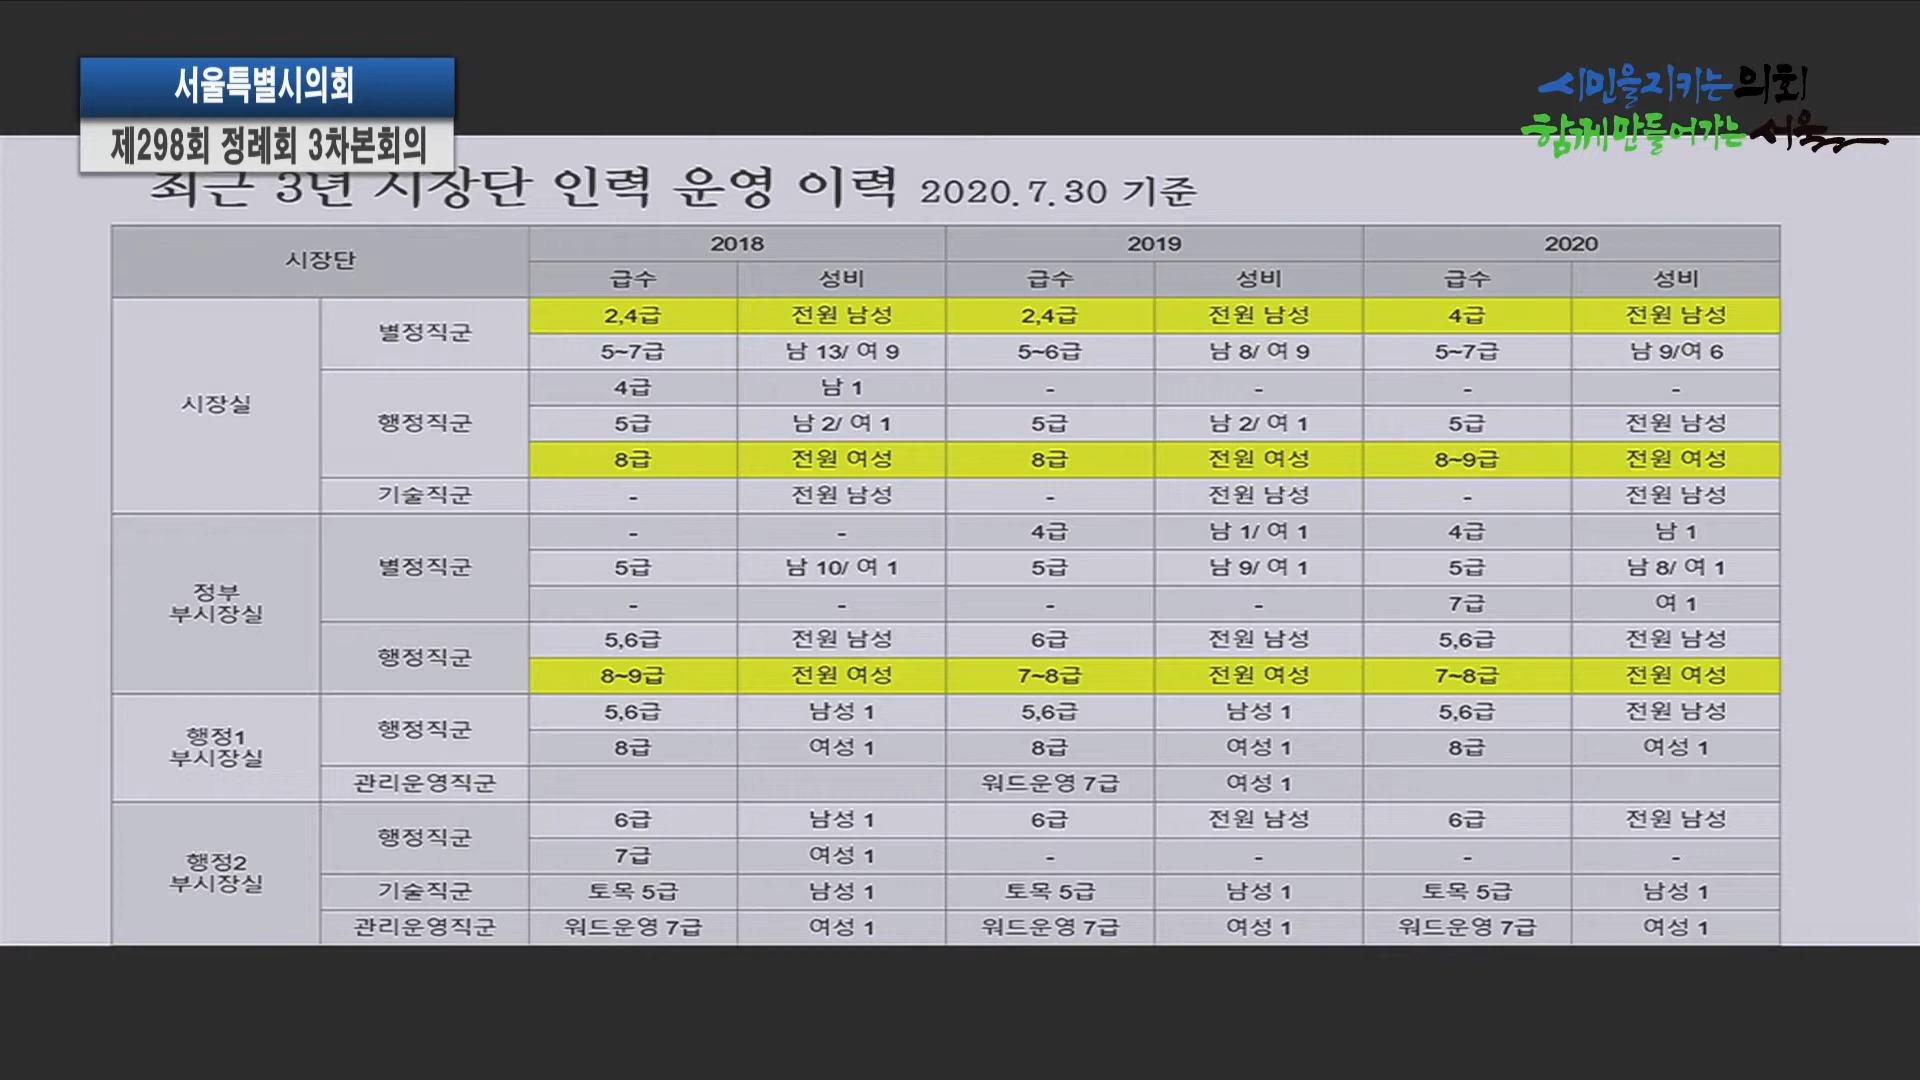 서울특별시의회
제298회 정례회 3차본회의
시민을지키는 의회
함께만들어가는 서울
최근 3년 시장단 인력 운영 이력 2020.7.30 기준
시장단 2018 2019 2020
급수 성비 급수 성비 급수 성비
시장실 별정직군 2,4급 전원 남성 2,4급 전원 남성 4급 전원 남성
5~7급 남 13/ 여 9 5~6급 남 8/ 여 9 5~7급 남 9/여 6
행정직군 4급 남 1 - - - -
5급 남 2/ 여 1 5급 남 2/ 여 1 5급 전원 남성
8급 전원 여성 8급 전원 여성 8~9급 전원 여성
기술직군 - 전원 남성 - 전원 남성 - 전원 남성
정부 부시장실 별정직군 - - 4급 남 1/ 여 1 4급 남 1
5급 남 10/ 여 1 5급 남 9/ 여 1 5급 남 8/ 여 1
- - - - 7급 여 1
행정직군 5,6급 전원 남성 6급 전원 남성 5,6급 전원 남성
8~9급 전원 여성 7~8급 전원 여성 7~8급 전원 여성
행정1 부시장실 행정직군 5,6급 남성 1 5,6급 남성 1 5,6급 전원 남성
8급 여성 1 8급 여성 1 8급 여성 1
관리운영직군 워드운영 7급 여성 1
행정2 부시장실 행정직군 6급 남성 1 6급 전원 남성 6급 전원 남성
7급 여성 1 - - - -
기술직군 토목 5급 남성 1 토목 5급 남성 1 토목 5급 남성 1
관리운영직군 워드운영 7급 여성 1 워드운영 7급 여성 1 워드운영 7급 여성 1